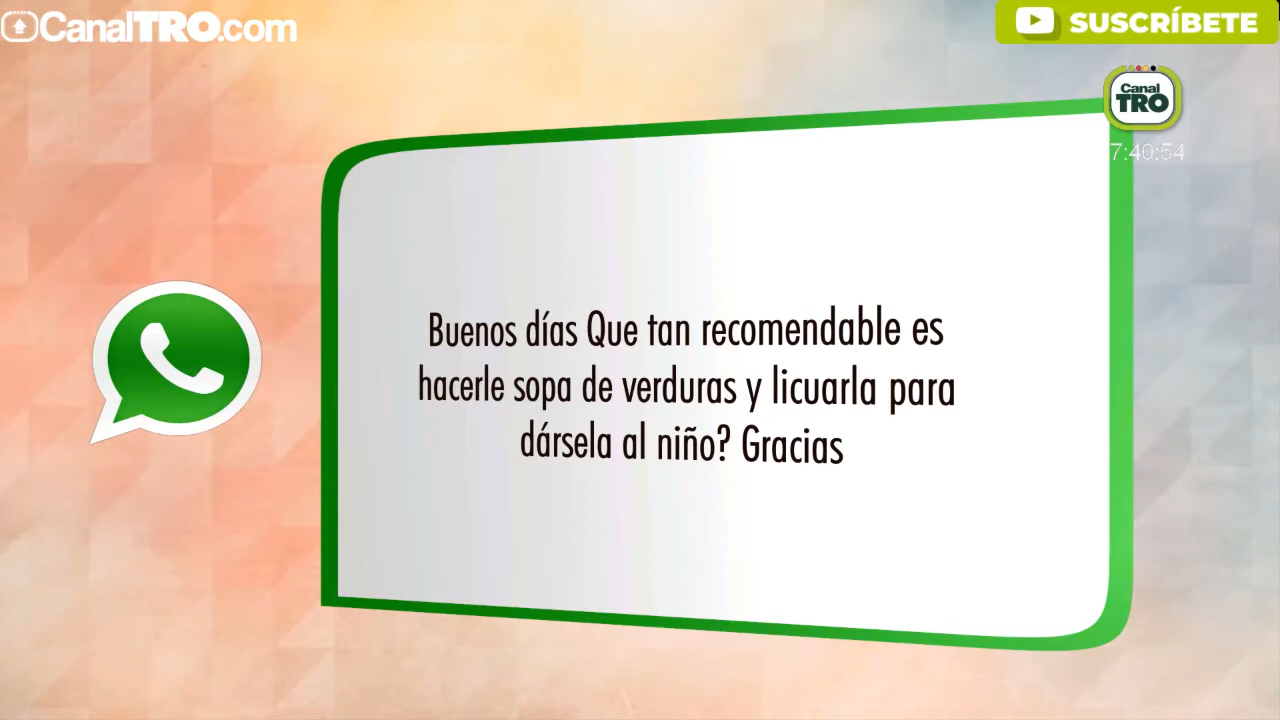 CanalTRO.com
SUSCRÍBETE
Canal
TRO
7:40:54
Buenos días Que tan recomendable es
hacerle sopa de verduras y licuarla para
dársela al niño? Gracias